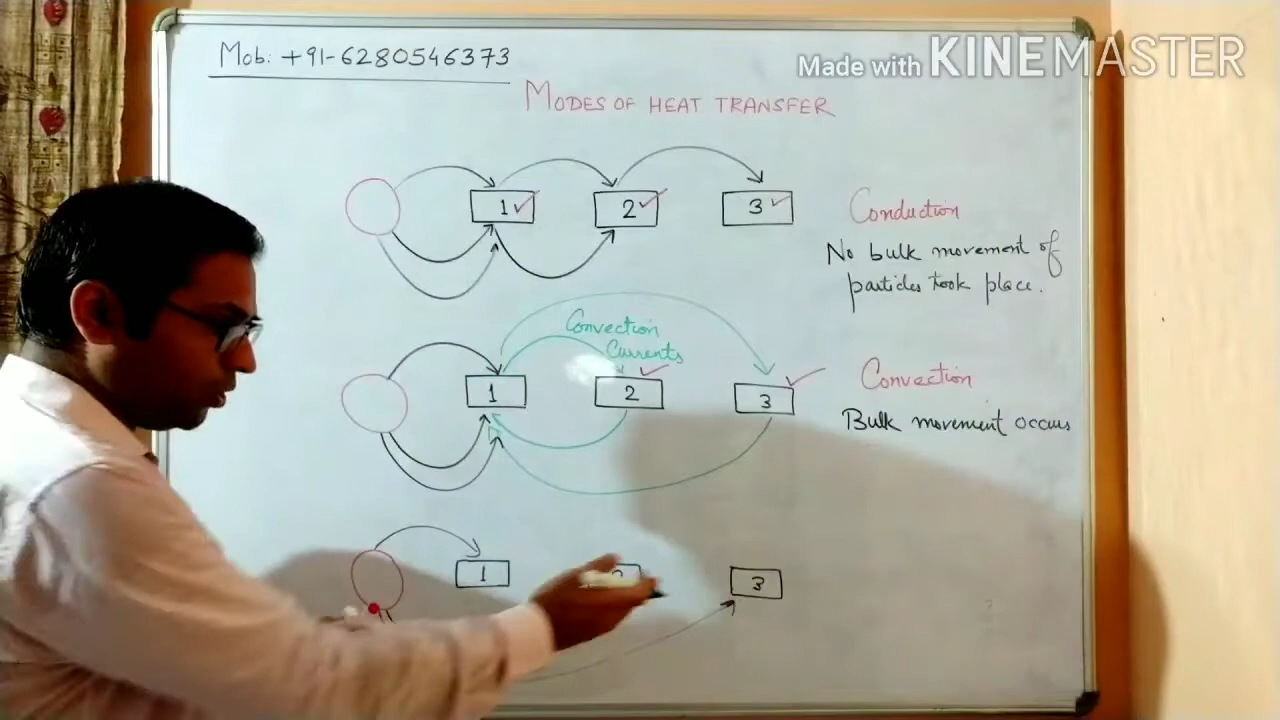 Mob: +91-6280546373
Made with KINEMASTER
MODES OF HEAT TRANSFER
1 2 3
Conduction
No bulk movement of
particles took place.
Convection
Currents
1 2 3
Convection
Bulk movement occurs
1 3